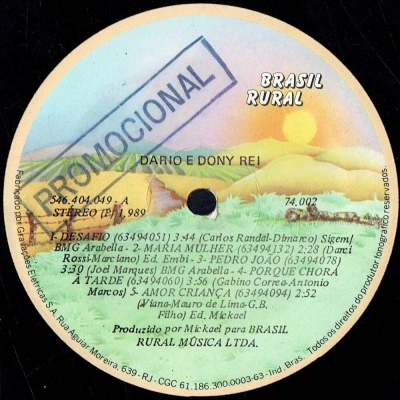 PROMOCIONAL
BRASIL
RURAL
DARIO E DONY REI
546.404.049 - A
STEREO (P) 1.989
74.002
1- DESAFIO (63494051) 3:44 (Carlos Randal-Dimarco) Sigem/
BMG Arabella - 2- MARIA MULHER (63494132) 2:28 (Darci
Rossi-Marciano) Ed. Embi - 3- PEDRO JOÃO (63494078)
3:30 (Joel Marques) BMG Arabella - 4- PORQUE CHORA
A TARDE (63494060) 3:56 (Gabino Correa-Antonio
Marcos) 5- AMOR CRIANÇA (63494094) 2:52
(Viana-Mauro de Lima-G.B.
Filho) Ed. Mickael
Produzido por Mickael para BRASIL
RURAL MÚSICA LTDA.
Fabricado por Gravações Elétricas S.A. Rua Aguiar Moreira, 639 - RJ - CGC 61.186.300.0003-63 - Ind. Bras. Todos os direitos do produtor fonográfico reservados.